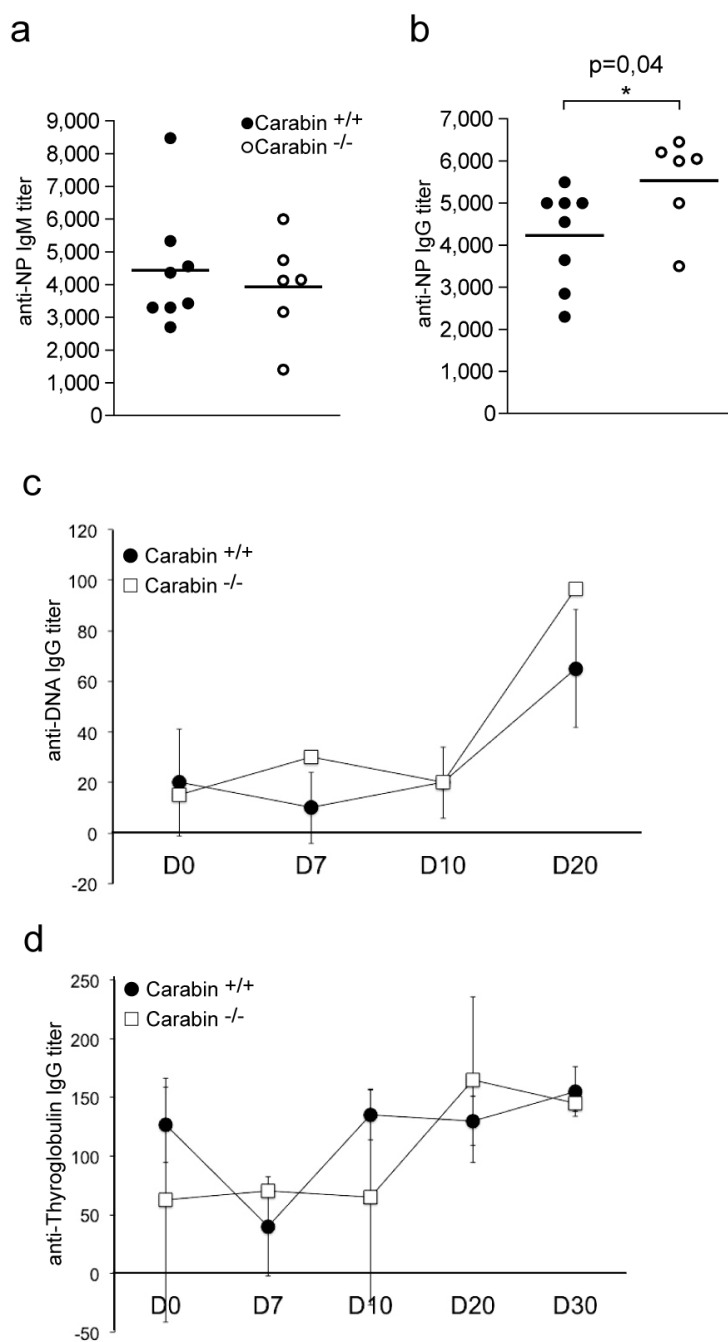 a
anti-NP IgM titer
9,000
8,000
7,000
6,000
5,000
4,000
3,000
2,000
1,000
0
Carabin +/+
Carabin -/-
b
p=0,04
*
anti-NP IgG titer
7,000
6,000
5,000
4,000
3,000
2,000
1,000
0
c
anti-DNA IgG titer
120
100
80
60
40
20
0
-20
Carabin +/+
Carabin -/-
D0 D7 D10 D20
d
anti-Thyroglobulin IgG titer
250
200
150
100
50
0
-50
Carabin +/+
Carabin -/-
D0 D7 D10 D20 D30